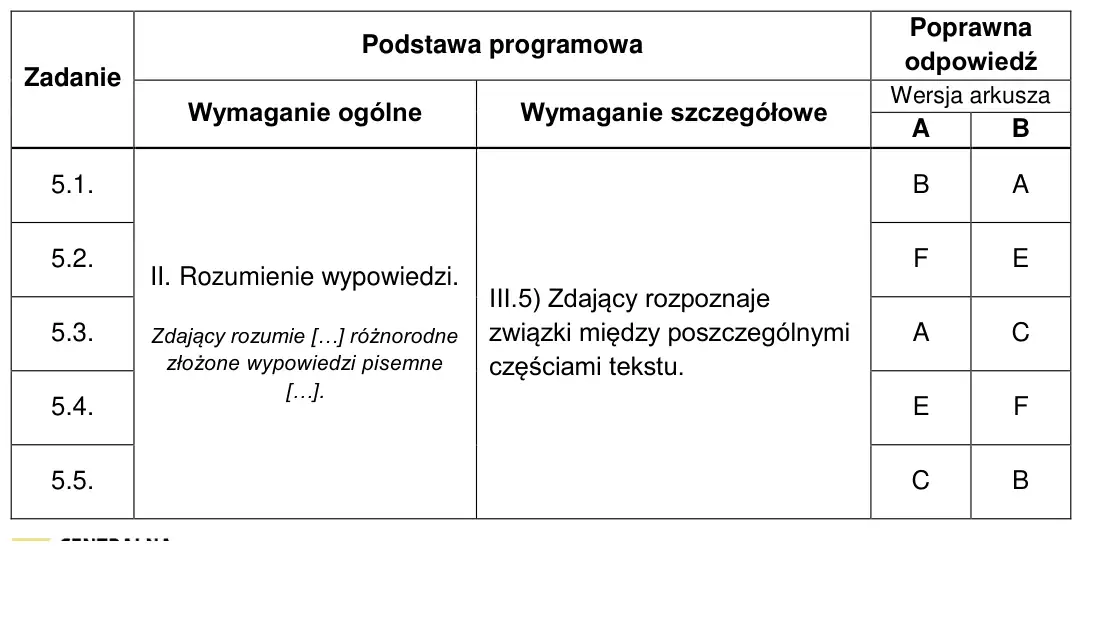 Zadanie
Podstawa programowa
Poprawna
odpowiedź
Wymaganie ogólne
Wymaganie szczegółowe
Wersja arkusza
A B
5.1.
B A
5.2.
F E
II. Rozumienie wypowiedzi.
Zdający rozumie […] różnorodne
złożone wypowiedzi pisemne
[…].
III.5) Zdający rozpoznaje
związki między poszczególnymi
częściami tekstu.
5.3.
A C
5.4.
E F
5.5.
C B
CENTRALNA